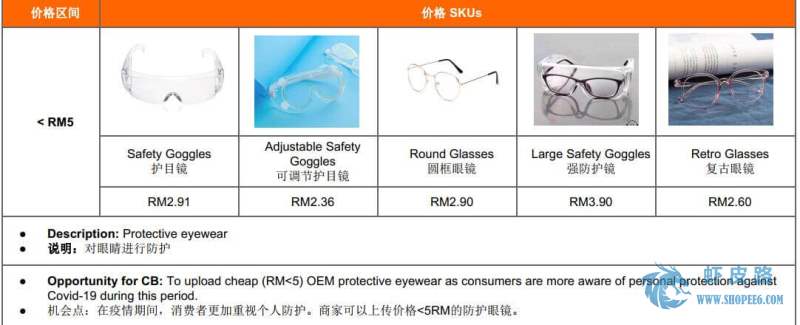 价格区间
价格 SKUs
< RM5
Safety Goggles
护目镜
Adjustable Safety
Goggles
可调节护目镜
Round Glasses
圆框眼镜
Large Safety Goggles
强防护镜
Retro Glasses
复古眼镜
RM2.91
RM2.36
RM2.90
RM3.90
RM2.60
● Description: Protective eyewear
● 说明：对眼睛进行防护
● Opportunity for CB: To upload cheap (RM<5) OEM protective eyewear as consumers are more aware of personal protection against
Covid-19 during this period.
● 机会点：在疫情期间，消费者更加重视个人防护。商家可以上传价格<5RM的防护眼镜。
虾皮路
WWW.SHOPEE6.COM